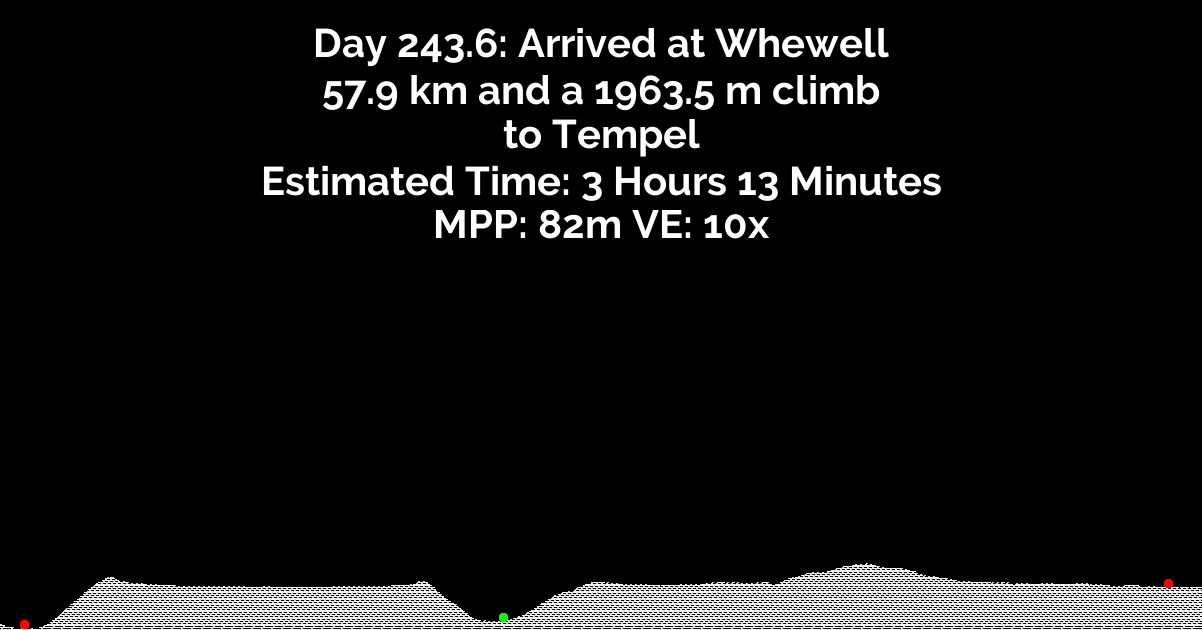 Day 243.6: Arrived at Whewell
57.9 km and a 1963.5 m climb
to Tempel
Estimated Time: 3 Hours 13 Minutes
MPP: 82m VE: 10x